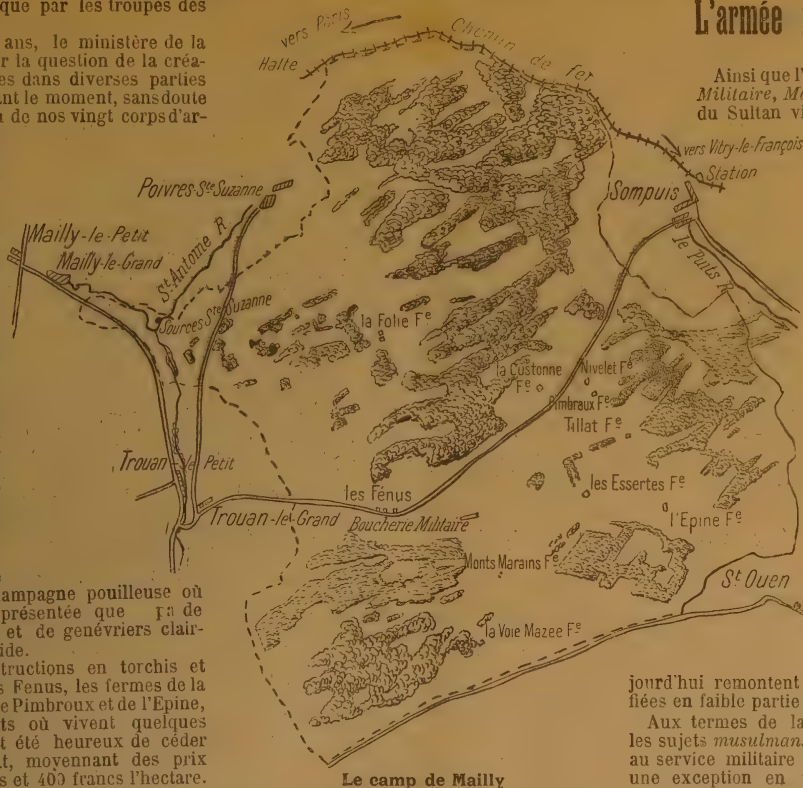 que par les troupes des
ans, le ministère de la
r la question de la créa-
es dans diverses parties
ant le moment, sans doute
de nos vingt corps d'ar-
L'armée
Ainsi que l'
Militaire, Mo
du Sultan vi
vers Paris
Halte
Chemin de fer
vers Vitry-le-François
Station
Sompuis
le Puits R
Poivres-Ste Suzanne
Mailly-le-Petit
Mailly-le-Grand
St Antoine R
Sources Ste Suzanne
la Folie Fe
la Custonne
Fe
Nivelet Fe
Pimbraux Fe
Tillat Fe
Trouan-le-Petit
les Fénus
les Essertes Fe
l'Epine Fe
Trouan-le-Grand
Boucherie Militaire
Monts Marains Fe
St Ouen
la Voie Mazee Fe
ampagne pouilleuse où
présentée que de
et de genévriers clair-
ide.
structions en torchis et
s Fenus, les fermes de la
e Pimbroux et de l'Epine,
ts où vivent quelques
t été heureux de céder
t, moyennant des prix
s et 400 francs l'hectare.
Le camp de Mailly
jourd'hui remontent
fiées en faible partie
Aux termes de la
les sujets musulmans
au service militaire
une exception en